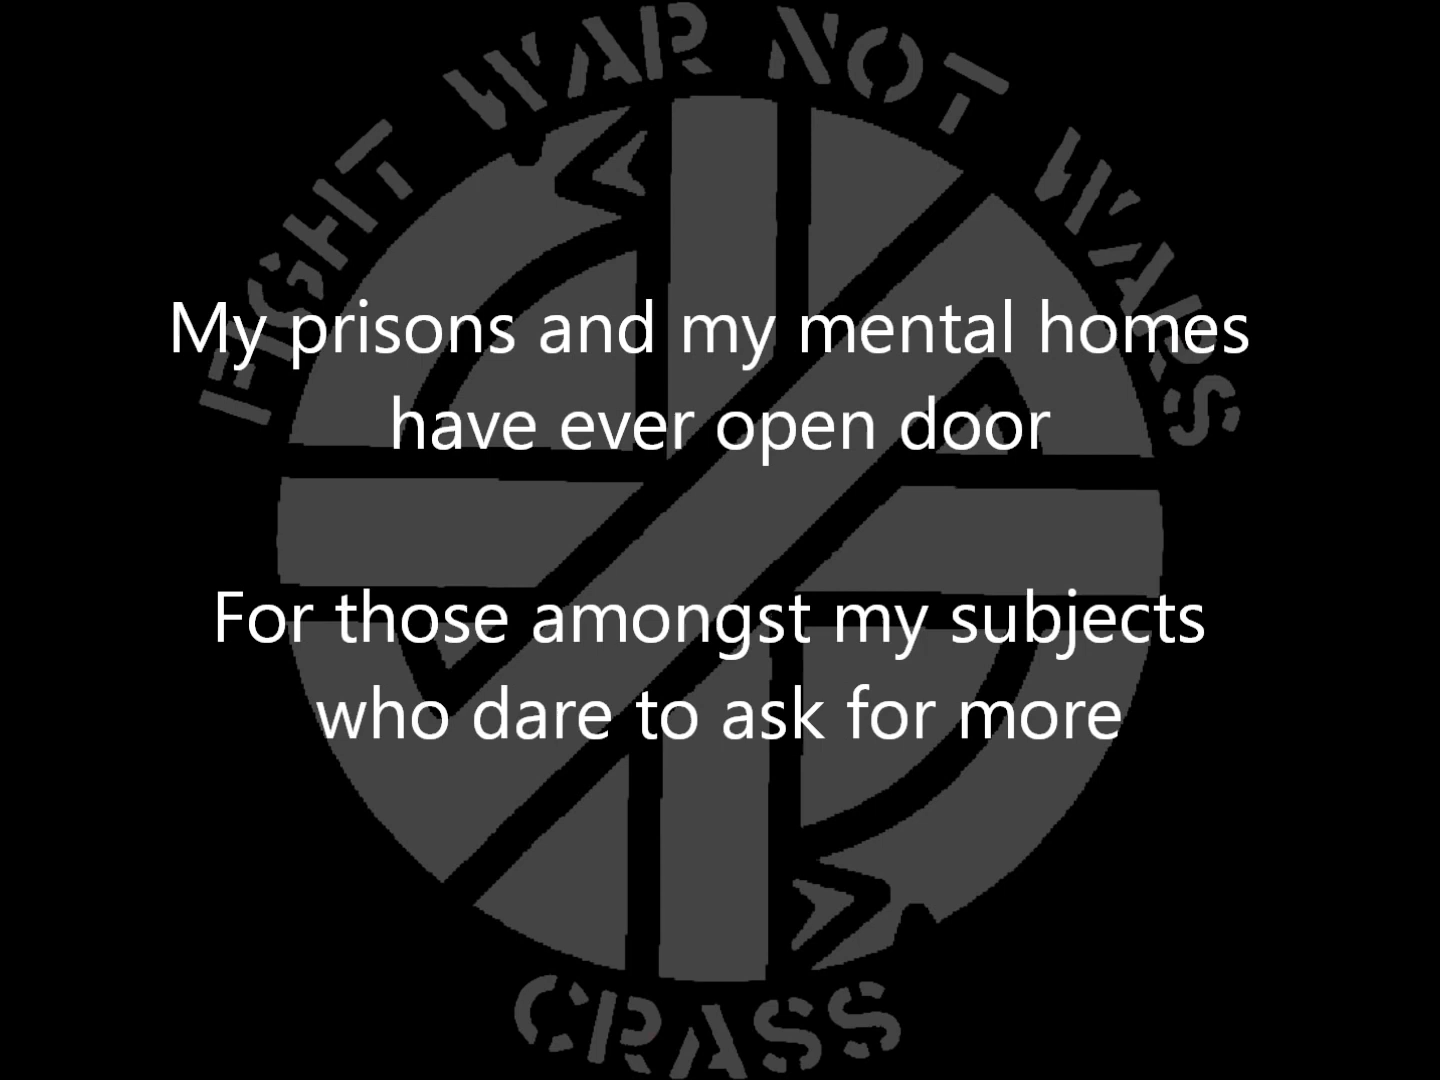 FIGHT WAR NOT WARS
My prisons and my mental homes
have ever open door
For those amongst my subjects
who dare to ask for more
CRASS